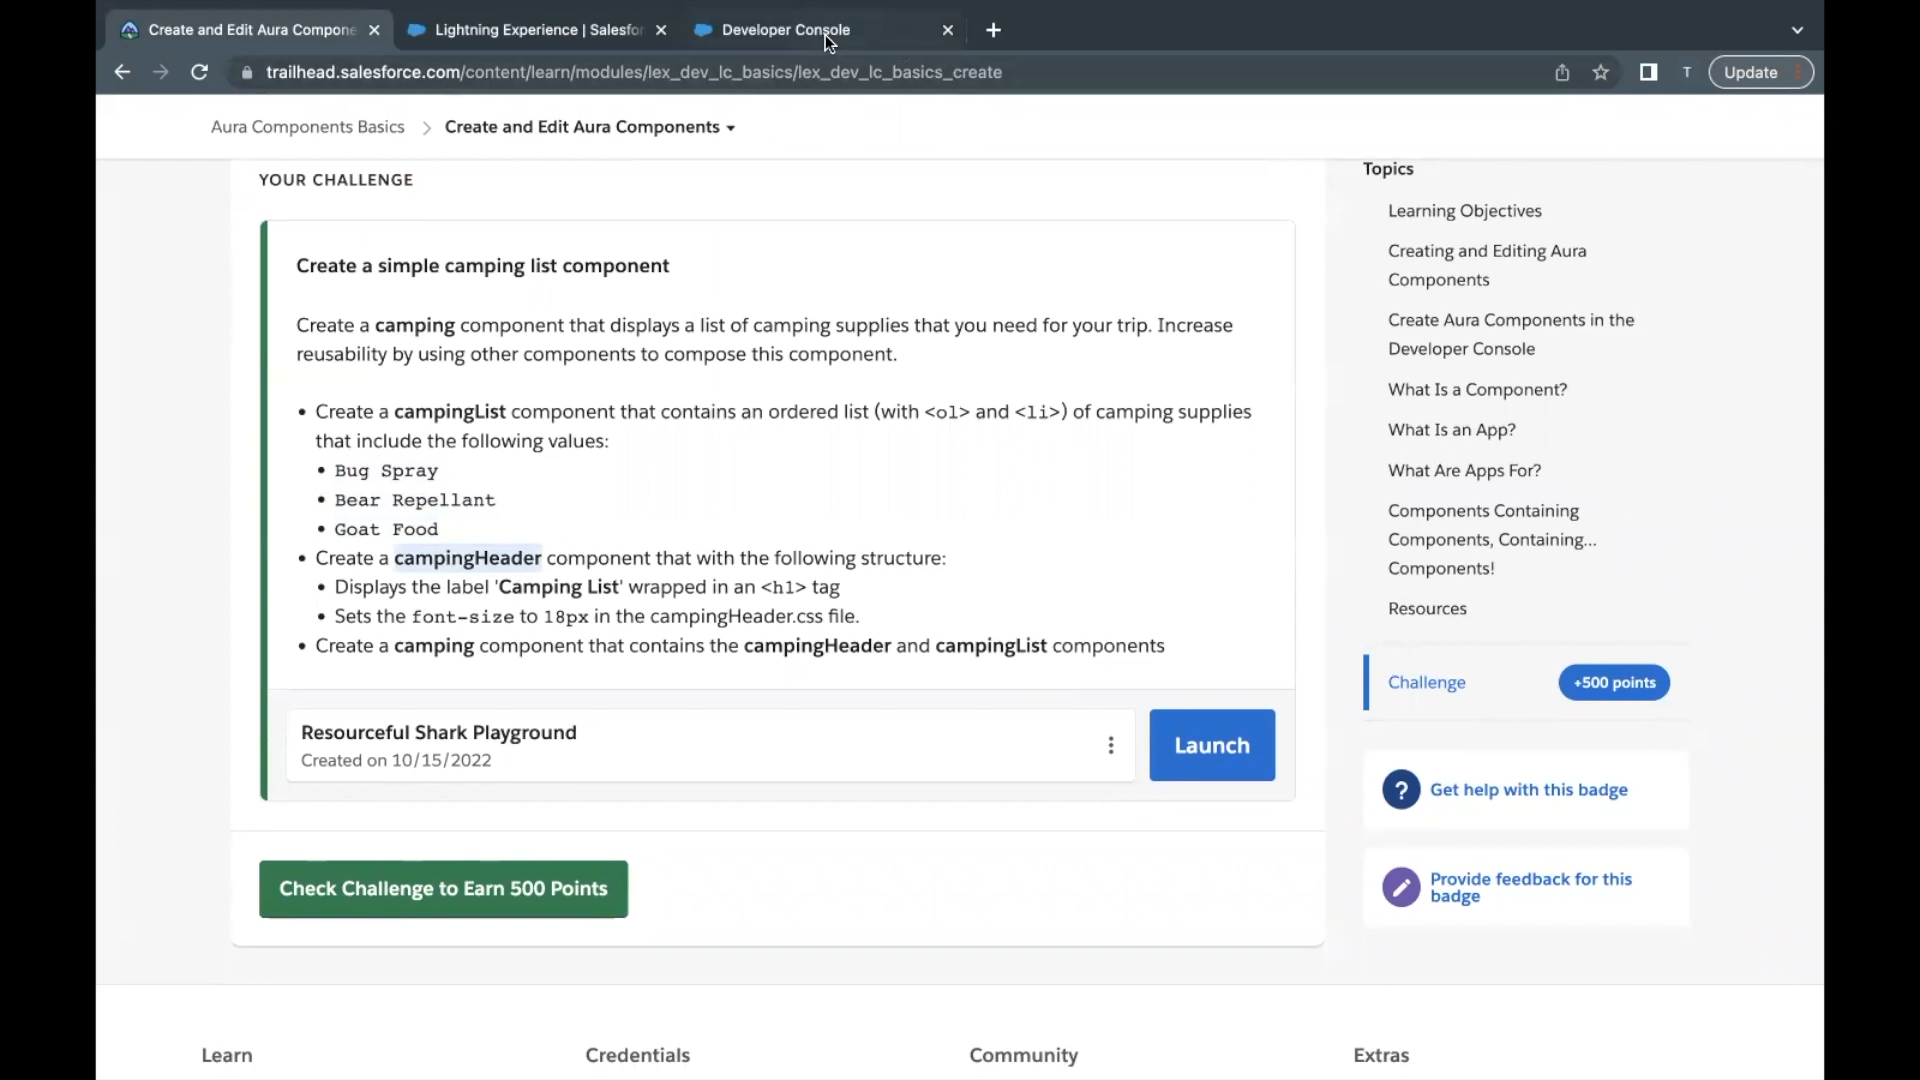 Create and Edit Aura Compone
Lightning Experience | Salesfor
Developer Console
trailhead.salesforce.com/content/learn/modules/lex_dev_lc_basics/lex_dev_lc_basics_create
T
Update
Aura Components Basics
Create and Edit Aura Components
YOUR CHALLENGE
Create a simple camping list component
Create a camping component that displays a list of camping supplies that you need for your trip. Increase
reusability by using other components to compose this component.
• Create a campingList component that contains an ordered list (with <ol> and <li>) of camping supplies
that include the following values:
• Bug Spray
• Bear Repellant
• Goat Food
• Create a campingHeader component that with the following structure:
• Displays the label 'Camping List' wrapped in an <h1> tag
• Sets the font-size to 18px in the campingHeader.css file.
• Create a camping component that contains the campingHeader and campingList components
Resourceful Shark Playground
Created on 10/15/2022
Launch
Check Challenge to Earn 500 Points
Topics
Learning Objectives
Creating and Editing Aura
Components
Create Aura Components in the
Developer Console
What Is a Component?
What Is an App?
What Are Apps For?
Components Containing
Components, Containing...
Components!
Resources
Challenge
+500 points
?
Get help with this badge
Provide feedback for this
badge
Learn
Credentials
Community
Extras